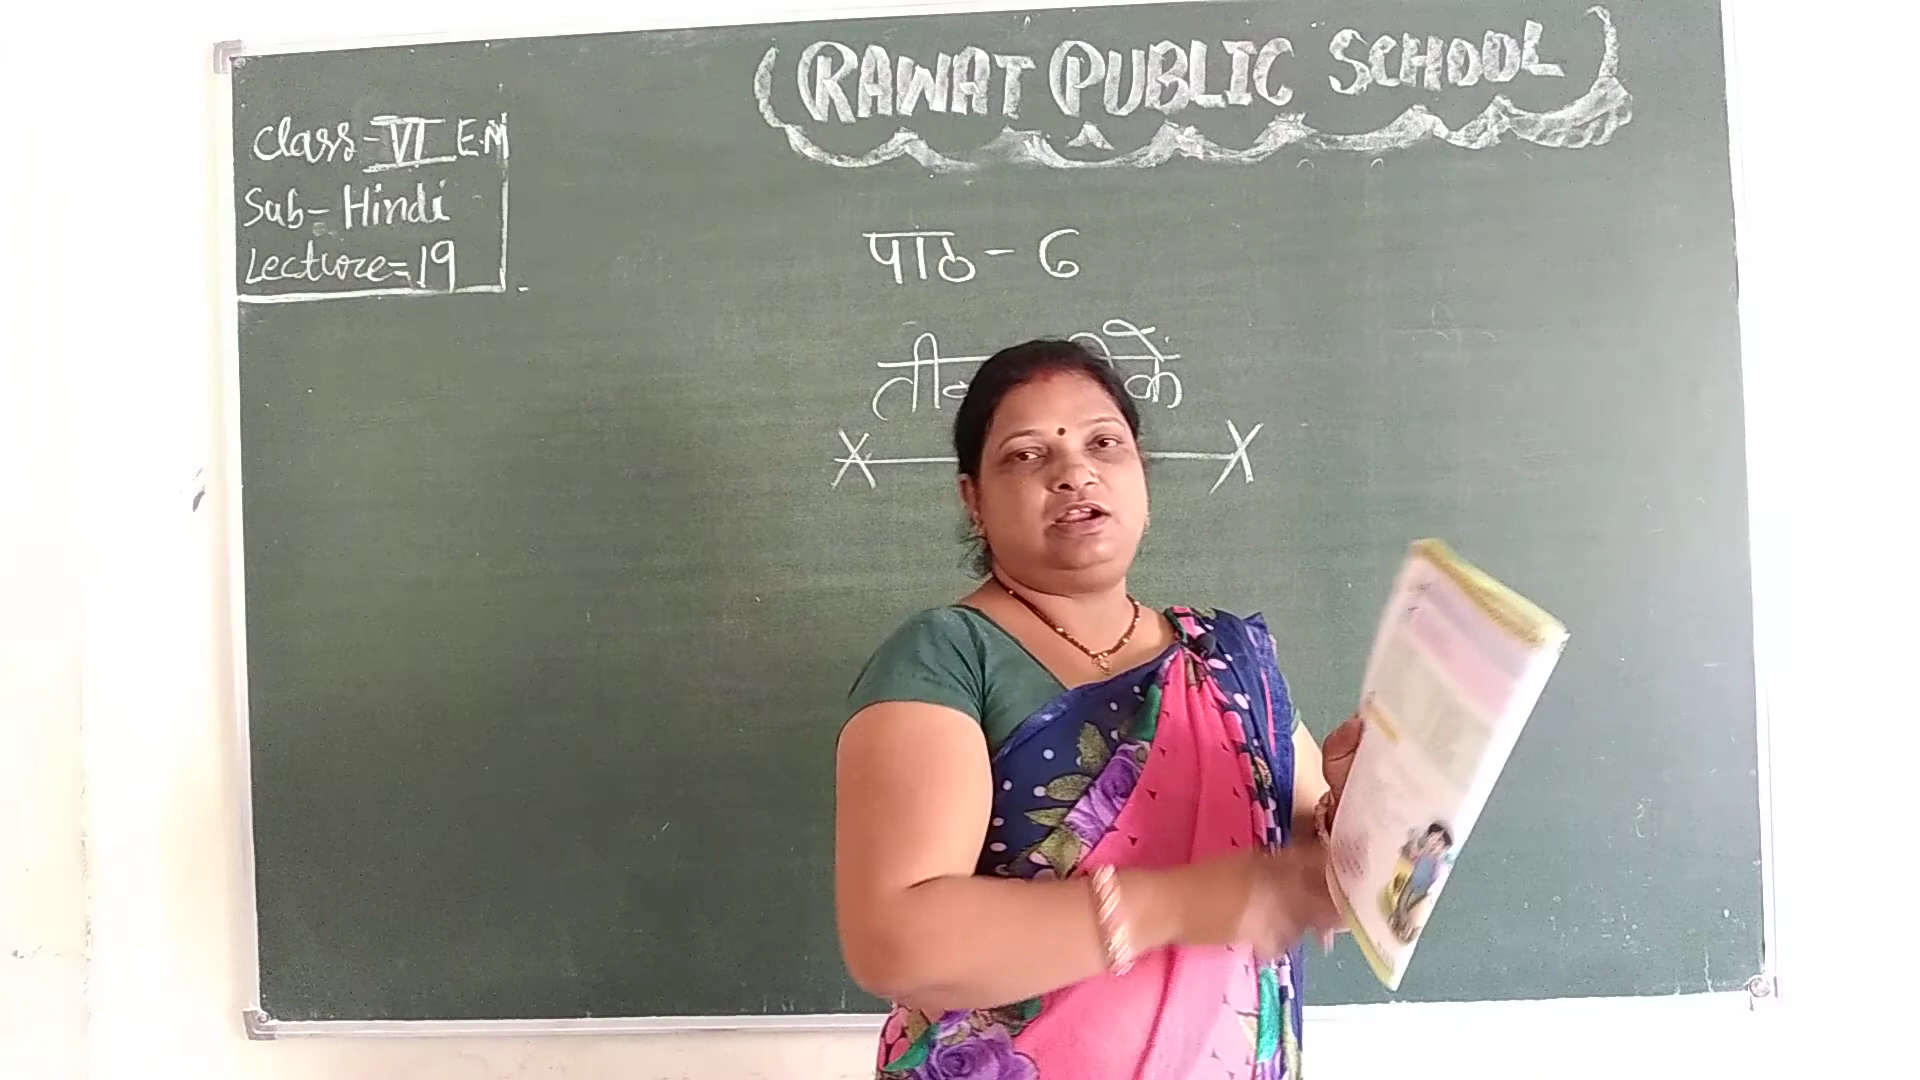 RAWAT PUBLIC SCHOOL
Class-VI E.M
Sub- Hindi
Lecture=19
पाठ- 6